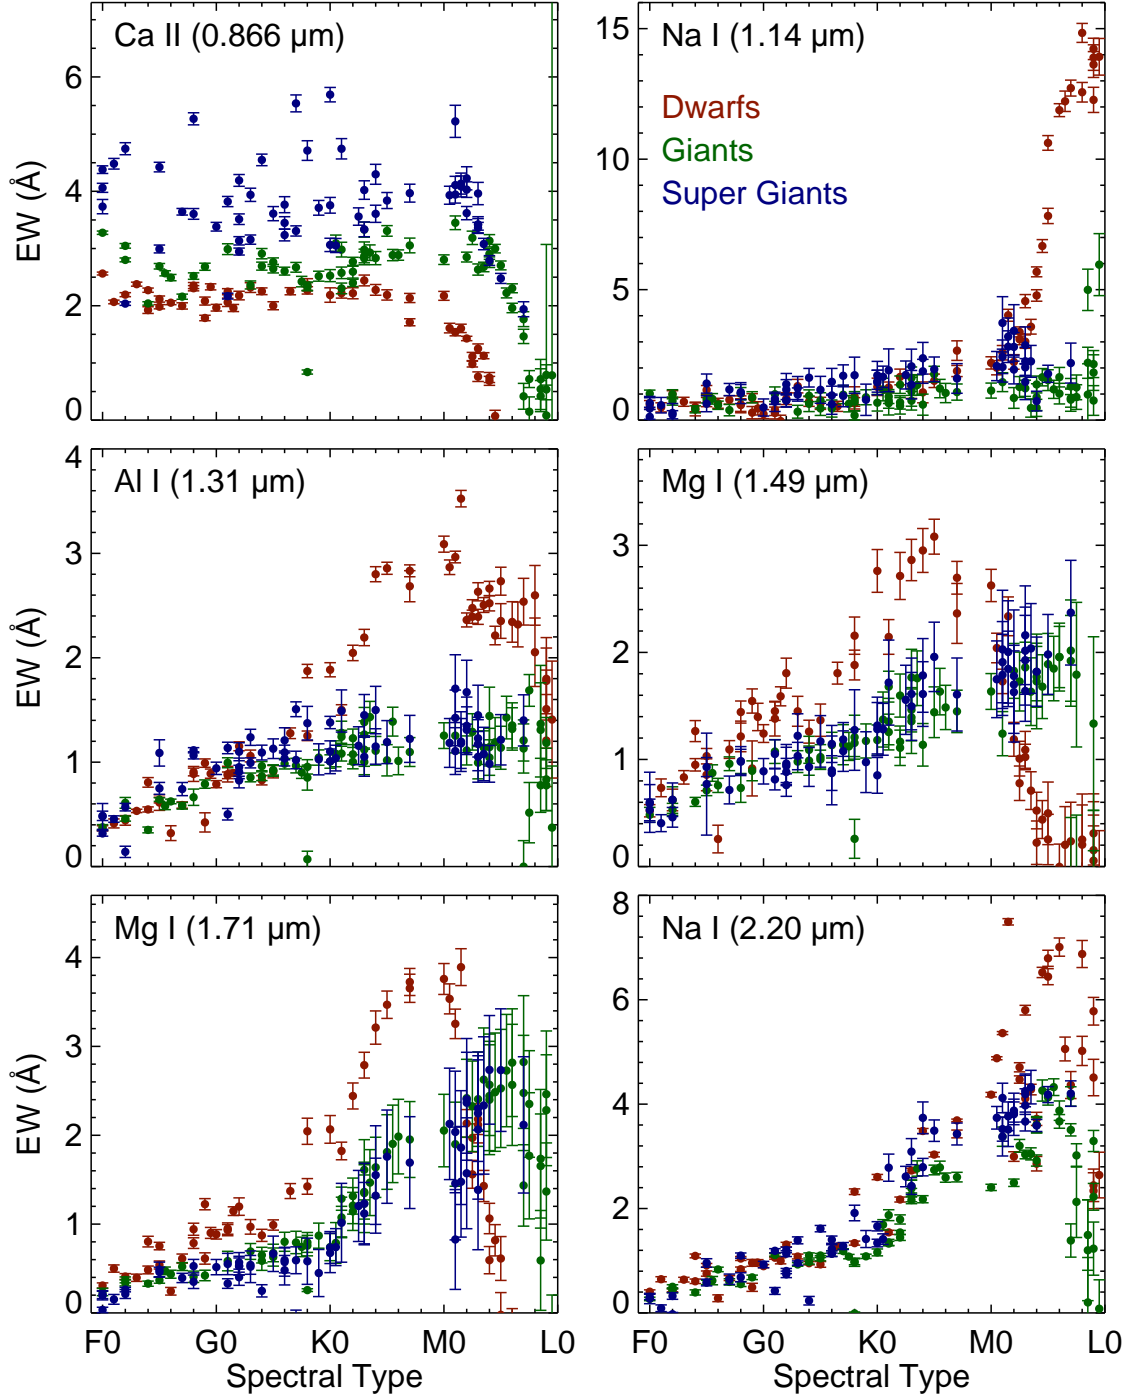 Ca II (0.866 µm)
6
4
2
0
EW (Å)
Na I (1.14 µm)
Dwarfs
Giants
Super Giants
15
10
5
0
Al I (1.31 µm)
4
3
2
1
0
EW (Å)
Mg I (1.49 µm)
3
2
1
0
Mg I (1.71 µm)
4
3
2
1
0
EW (Å)
F0 G0 K0 M0 L0
Spectral Type
Na I (2.20 µm)
8
6
4
2
0
F0 G0 K0 M0 L0
Spectral Type